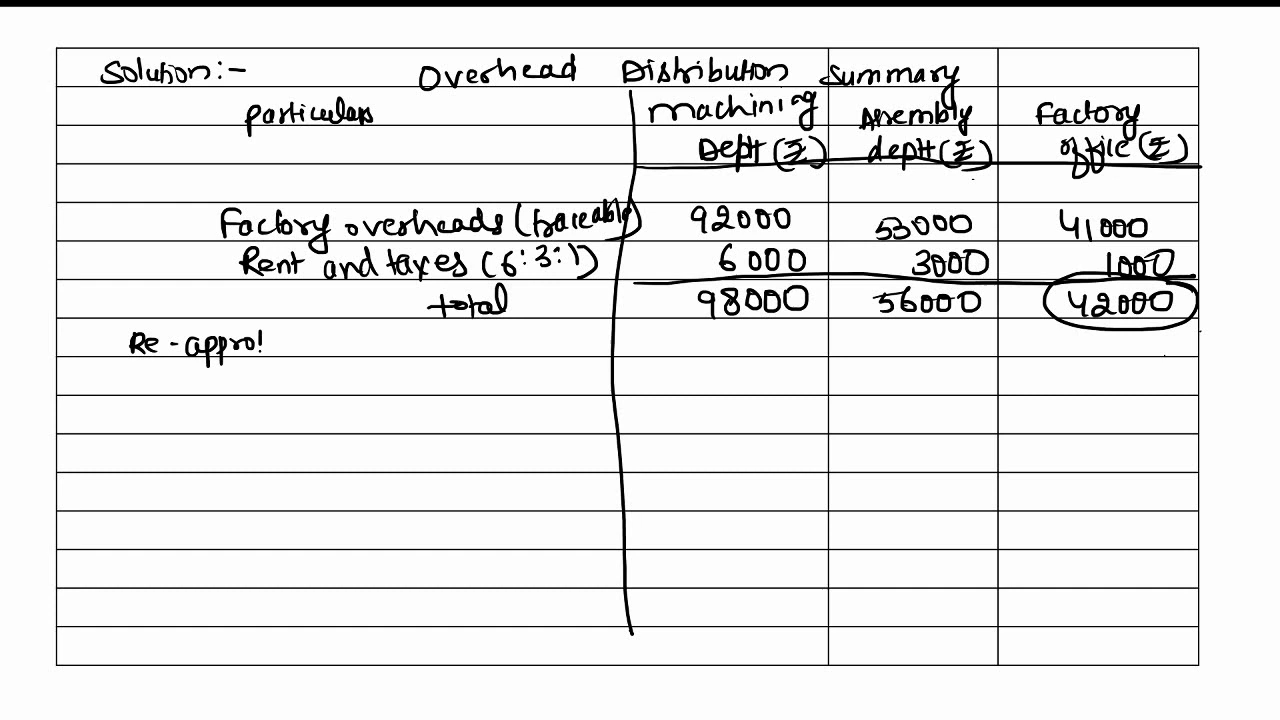 Solution:- Overhead Distribution Summary
Particulars Machining Assembly Factory
Dept (₹) deptt (₹) office (₹)
Factory overheads (traceable) 92000 53000 41000
Rent and taxes (6:3:1) 6000 3000 1000
total 98000 56000 42000
Re-appro!